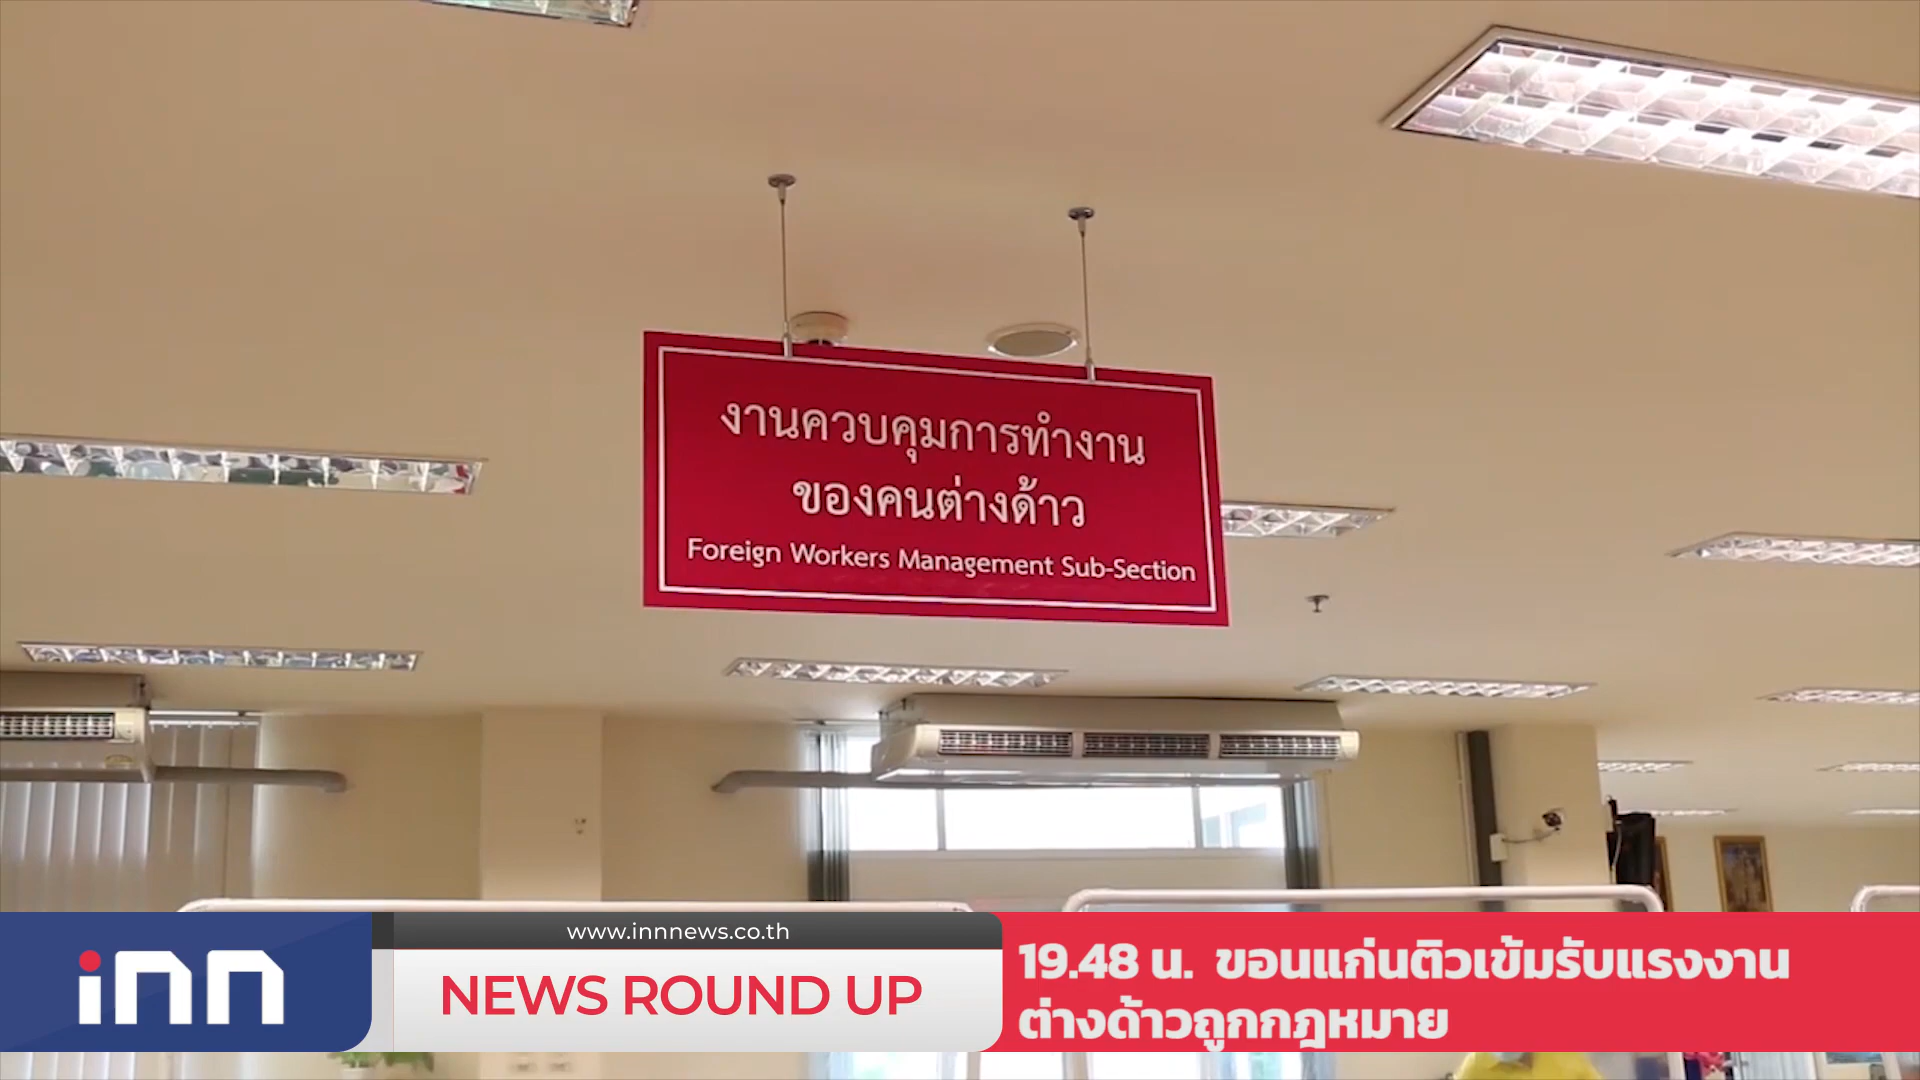 งานควบคุมการทำงาน
ของคนต่างด้าว
Foreign Workers Management Sub-Section
inn
www.innnews.co.th
NEWS ROUND UP
19.48 น. ขอนแก่นติวเข้มรับแรงงาน
ต่างด้าวถูกกฎหมาย